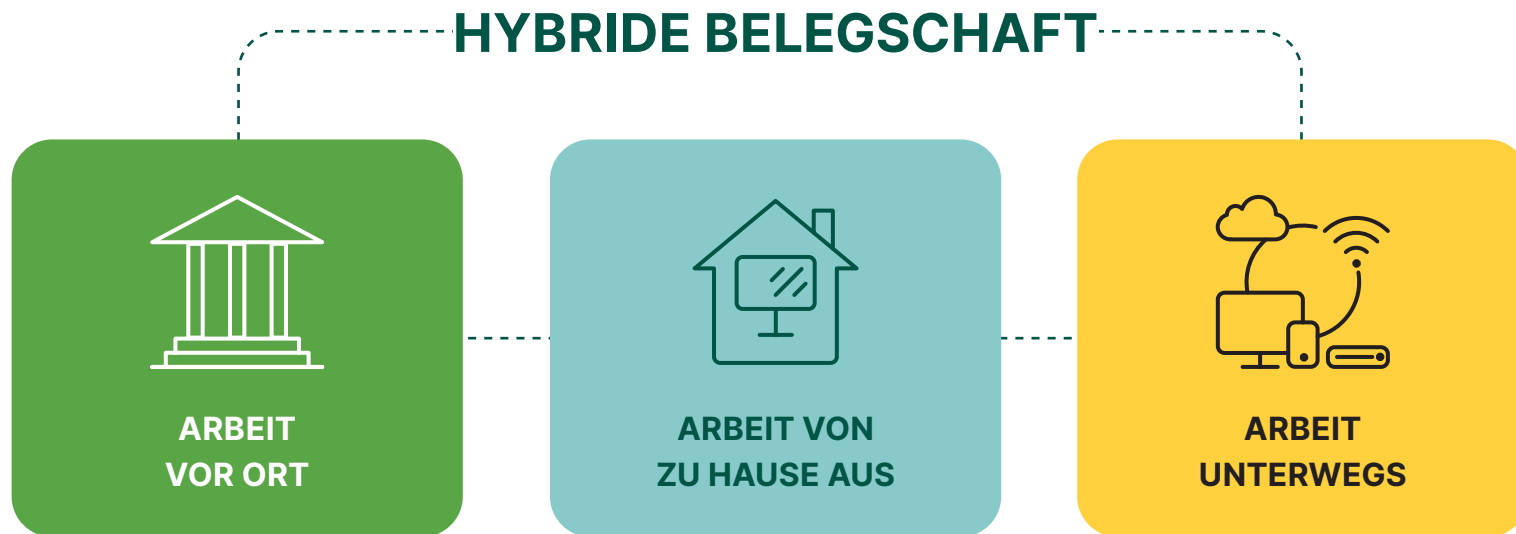 HYBRIDE BELEGSCHAFT
ARBEIT
VOR ORT
ARBEIT VON
ZU HAUSE AUS
ARBEIT
UNTERWEGS